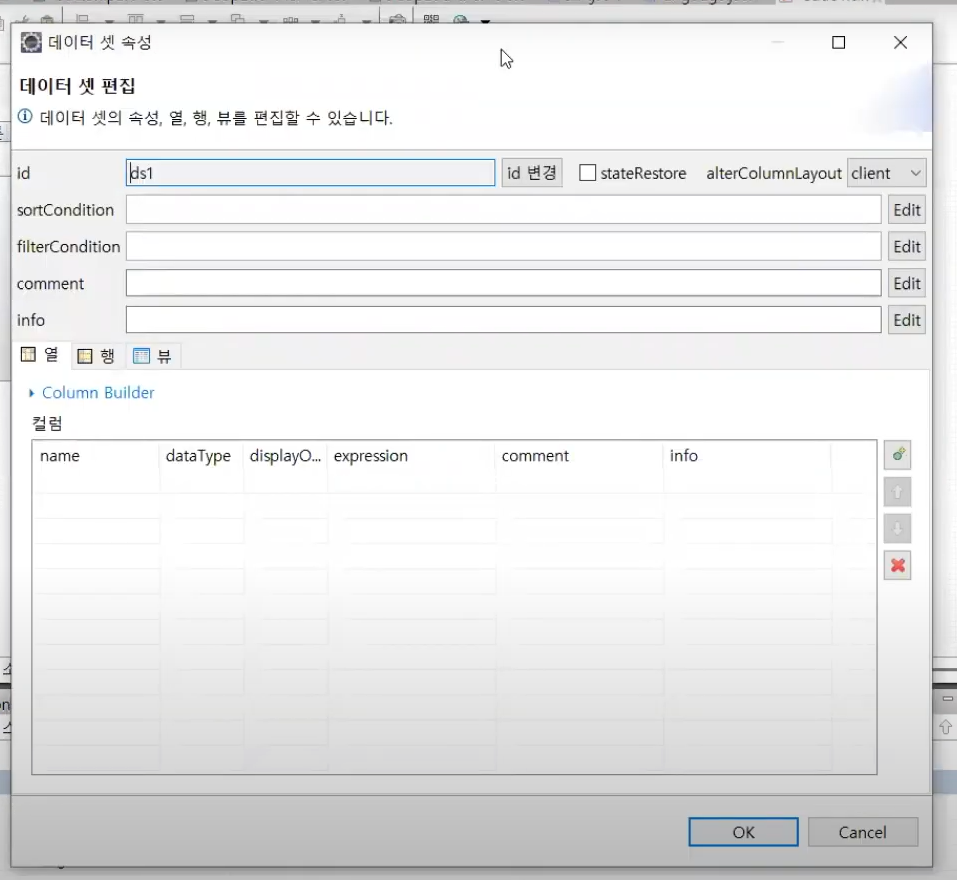 데이터 셋 속성
데이터 셋 편집
데이터 셋의 속성, 열, 행, 뷰를 편집할 수 있습니다.
id ds1 id 변경 stateRestore alterColumnLayout client
sortCondition Edit
filterCondition Edit
comment Edit
info Edit
열 행 뷰
Column Builder
컬럼
name dataType displayO... expression comment info
OK Cancel